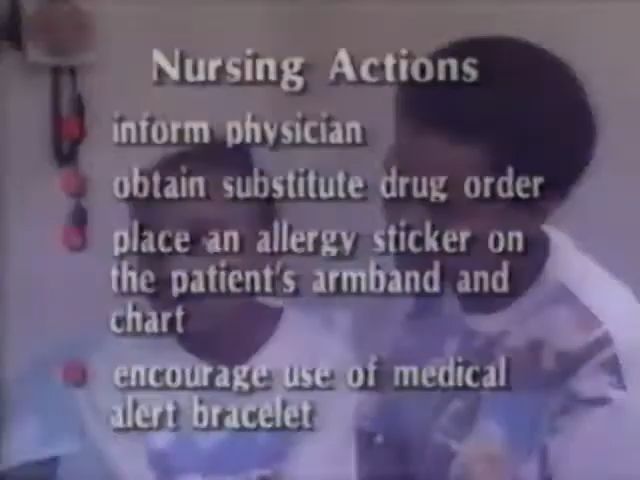 Nursing Actions
inform physician
obtain substitute drug order
place an allergy sticker on
the patient's armband and
chart
encourage use of medical
alert bracelet